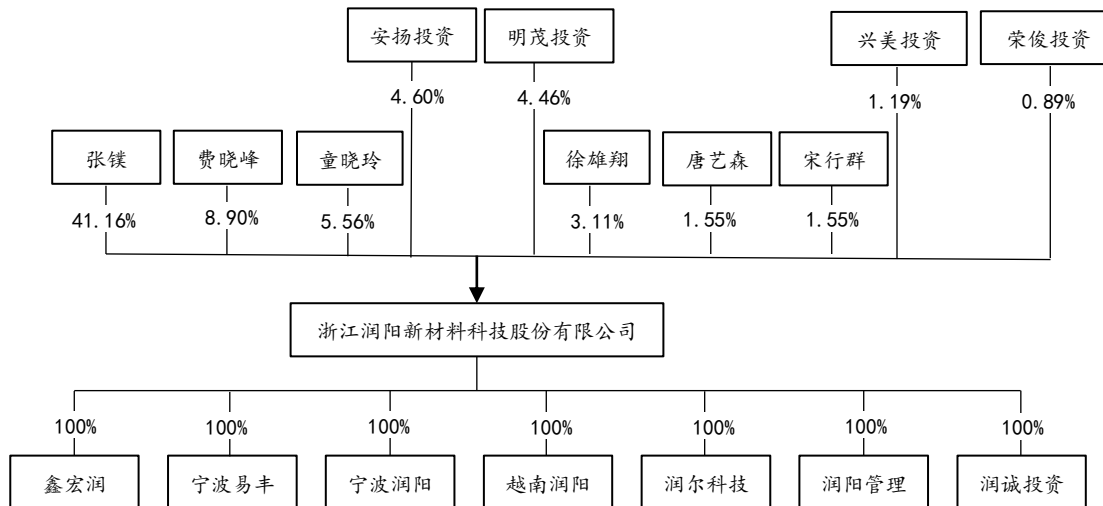 安扬投资
明茂投资
兴美投资
荣俊投资
4.60%
4.46%
1.19%
0.89%
张镤
费晓峰
童晓玲
徐雄翔
唐艺森
宋行群
41.16%
8.90%
5.56%
3.11%
1.55%
1.55%
浙江润阳新材料科技股份有限公司
100%
100%
100%
100%
100%
100%
100%
鑫宏润
宁波易丰
宁波润阳
越南润阳
润尔科技
润阳管理
润诚投资